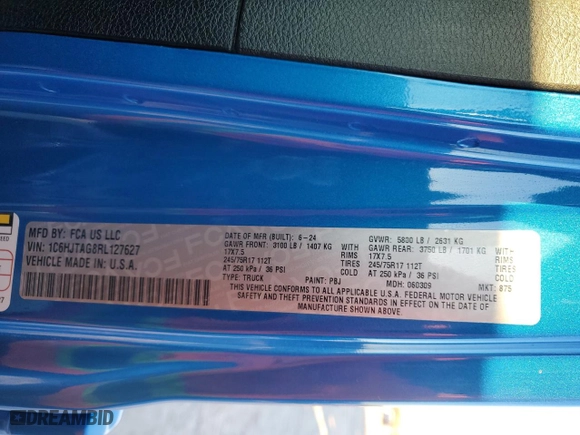 MFD BY: FCA US LLC
VIN: 1C6HJTAG8RL127627
VEHICLE MADE IN: U.S.A.
DATE OF MFR (BUILT): 6-24
GAWR FRONT: 3100 LB / 1407 KG WITH
17X7.5 RIMS
245/75R17 112T TIRES
AT 250 kPa / 36 PSI COLD
TYPE: TRUCK PAINT: PBJ
GVWR: 5800 LB / 2631 KG
GAWR REAR: 3750 LB / 1701 KG WITH
17X7.5 RIMS
245/75R17 112T TIRES
AT 250 kPa / 36 PSI COLD
MDH: 060309 MKT: 875
THIS VEHICLE CONFORMS TO ALL APPLICABLE U.S.A. FEDERAL MOTOR VEHICLE
SAFETY AND THEFT PREVENTION STANDARDS IN EFFECT ON THE DATE OF
MANUFACTURE SHOWN ABOVE.
DREAMBID